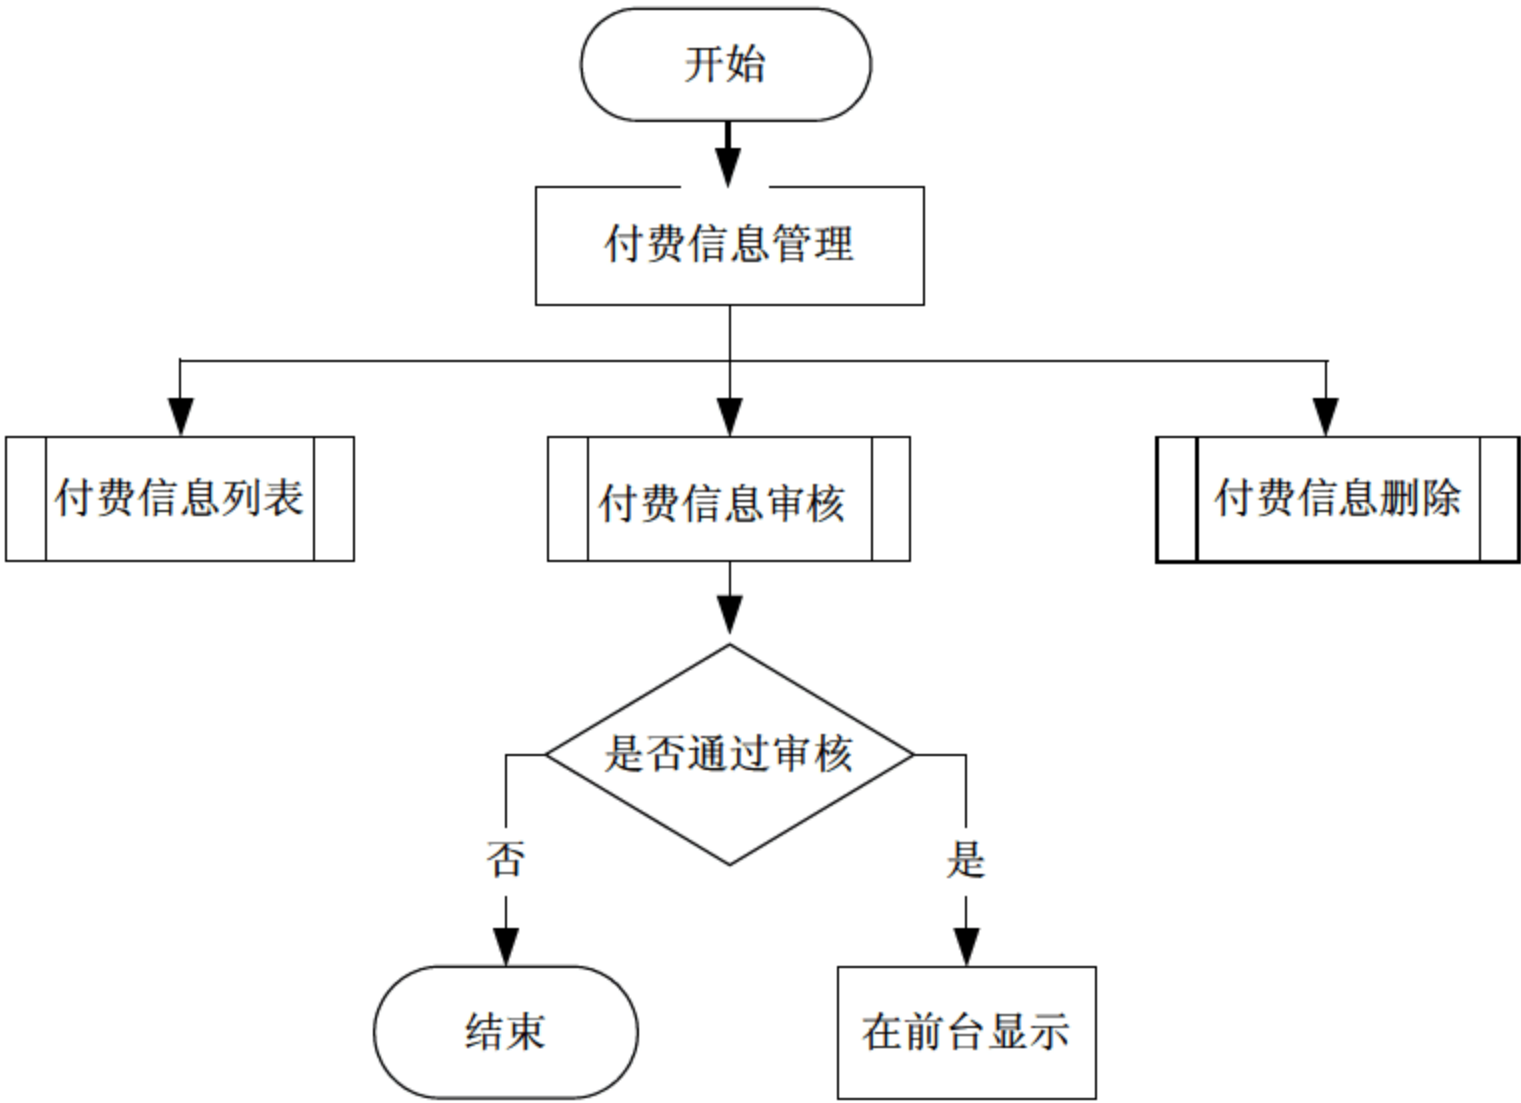 开始
付费信息管理
付费信息列表
付费信息审核
付费信息删除
是否通过审核
否
是
结束
在前台显示